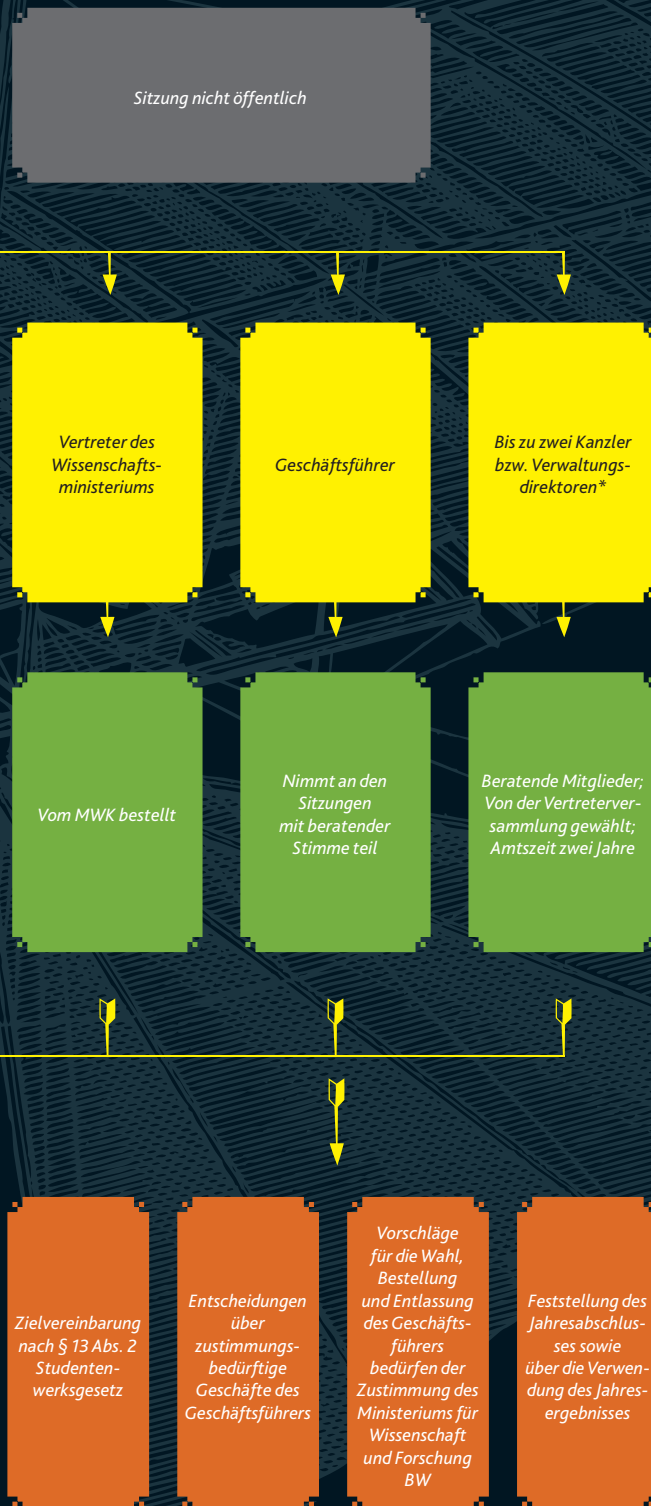 Sitzung nicht öffentlich
Vertreter des
Wissenschafts-
ministeriums
Geschäftsführer
Bis zu zwei Kanzler
bzw. Verwaltungs-
direktoren*
Vom MWK bestellt
Nimmt an den
Sitzungen
mit beratender
Stimme teil
Beratende Mitglieder;
Von der Vertreterver-
sammlung gewählt;
Amtszeit zwei Jahre
Zielvereinbarung
nach § 13 Abs. 2
Studenten-
werksgesetz
Entscheidungen
über
zustimmungs-
bedürftige
Geschäfte des
Geschäftsführers
Vorschläge
für die Wahl,
Bestellung
und Entlassung
des Geschäfts-
führers
bedürfen der
Zustimmung des
Ministeriums für
Wissenschaft
und Forschung
BW
Feststellung des
Jahresabschlus-
ses sowie
über die Verwen-
dung des Jahres-
ergebnisses